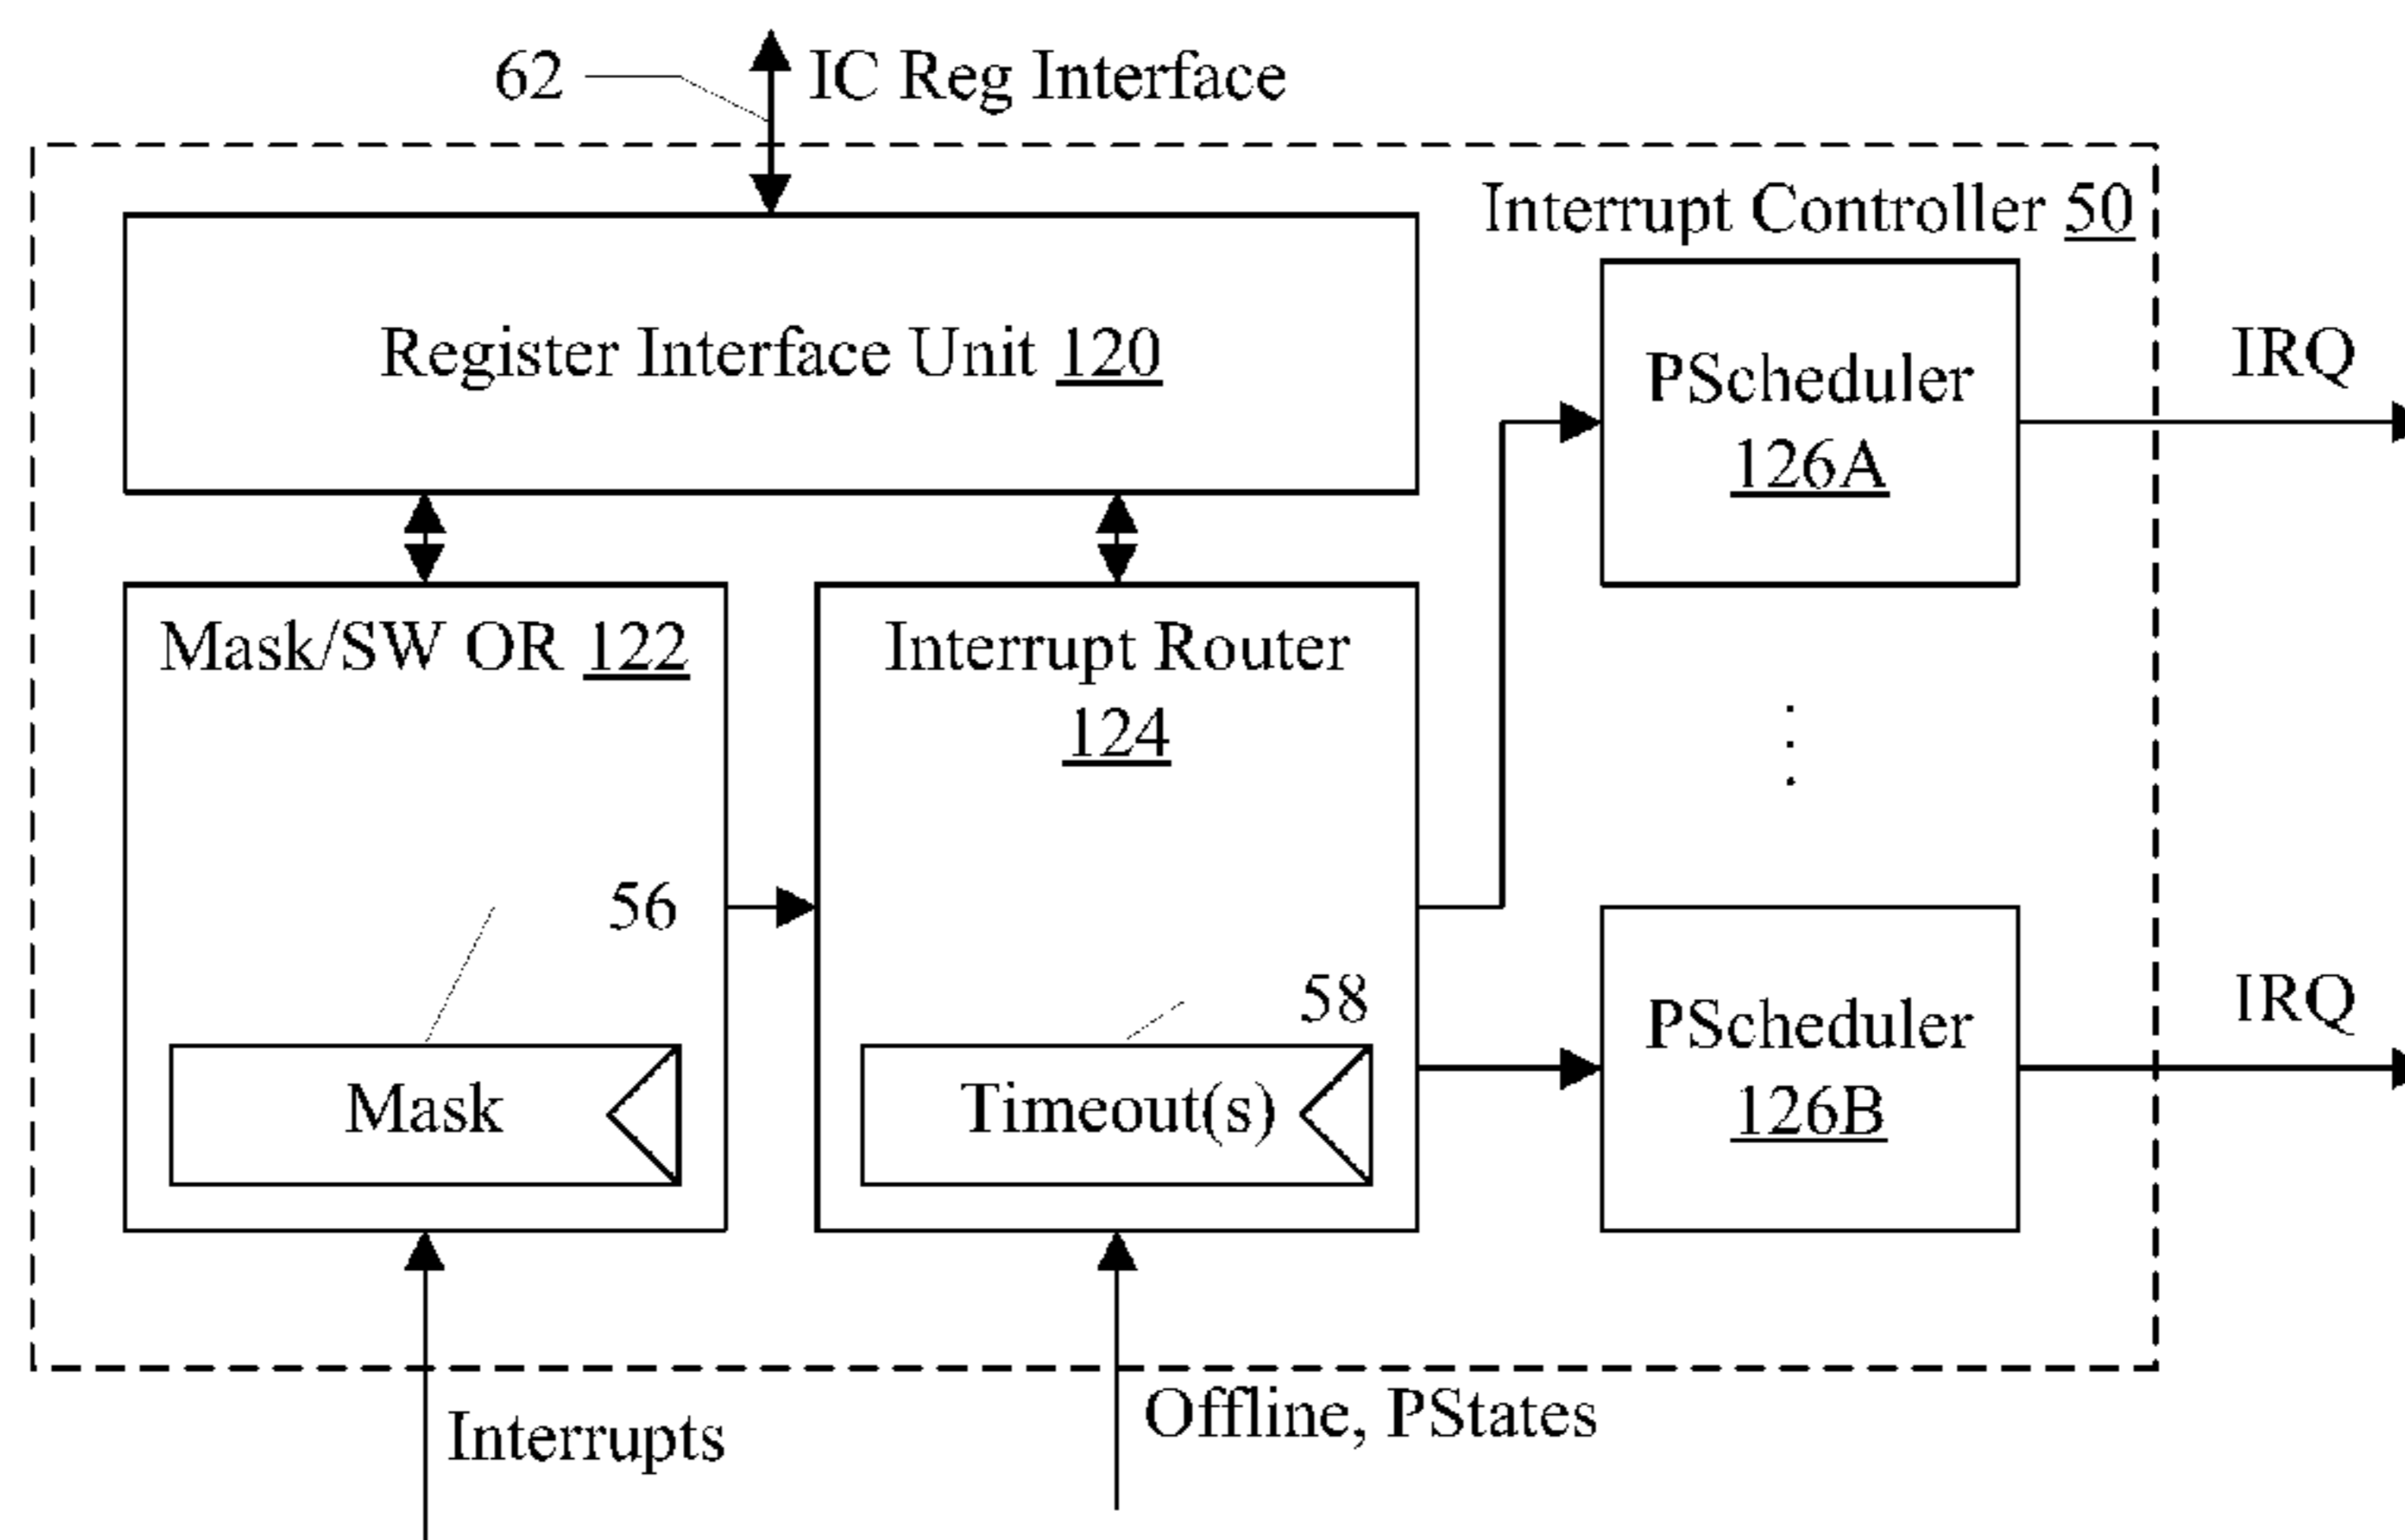 62
IC Reg Interface
Interrupt Controller 50
Register Interface Unit 120
PScheduler
126A
IRQ
Mask/SW OR 122
Interrupt Router
124
56
58
Mask
Timeout(s)
PScheduler
126B
IRQ
Interrupts
Offline, PStates